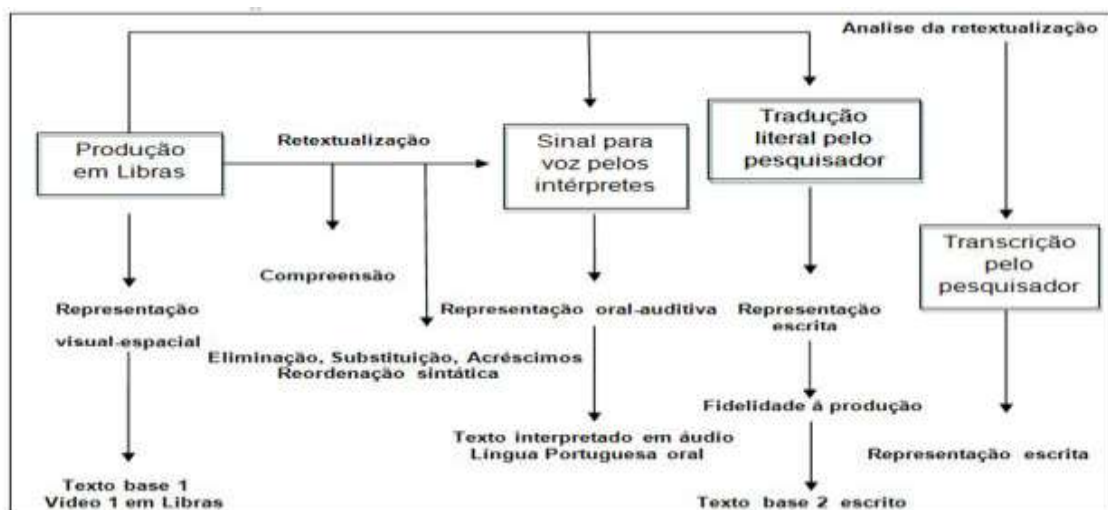 Analise da retextualização
Produção
em Libras
Retextualização
Sinal para
voz pelos
intérpretes
Tradução
literal pelo
pesquisador
Transcrição
pelo
pesquisador
Compreensão
Representação
visual-espacial
Eliminação, Substituição, Acréscimos
Reordenação sintática
Representação oral-auditiva
Representação
escrita
Fidelidade á produção
Texto interpretado em áudio
Língua Portuguesa oral
Representação escrita
Texto base 1
Video 1 em Libras
Texto base 2 escrito